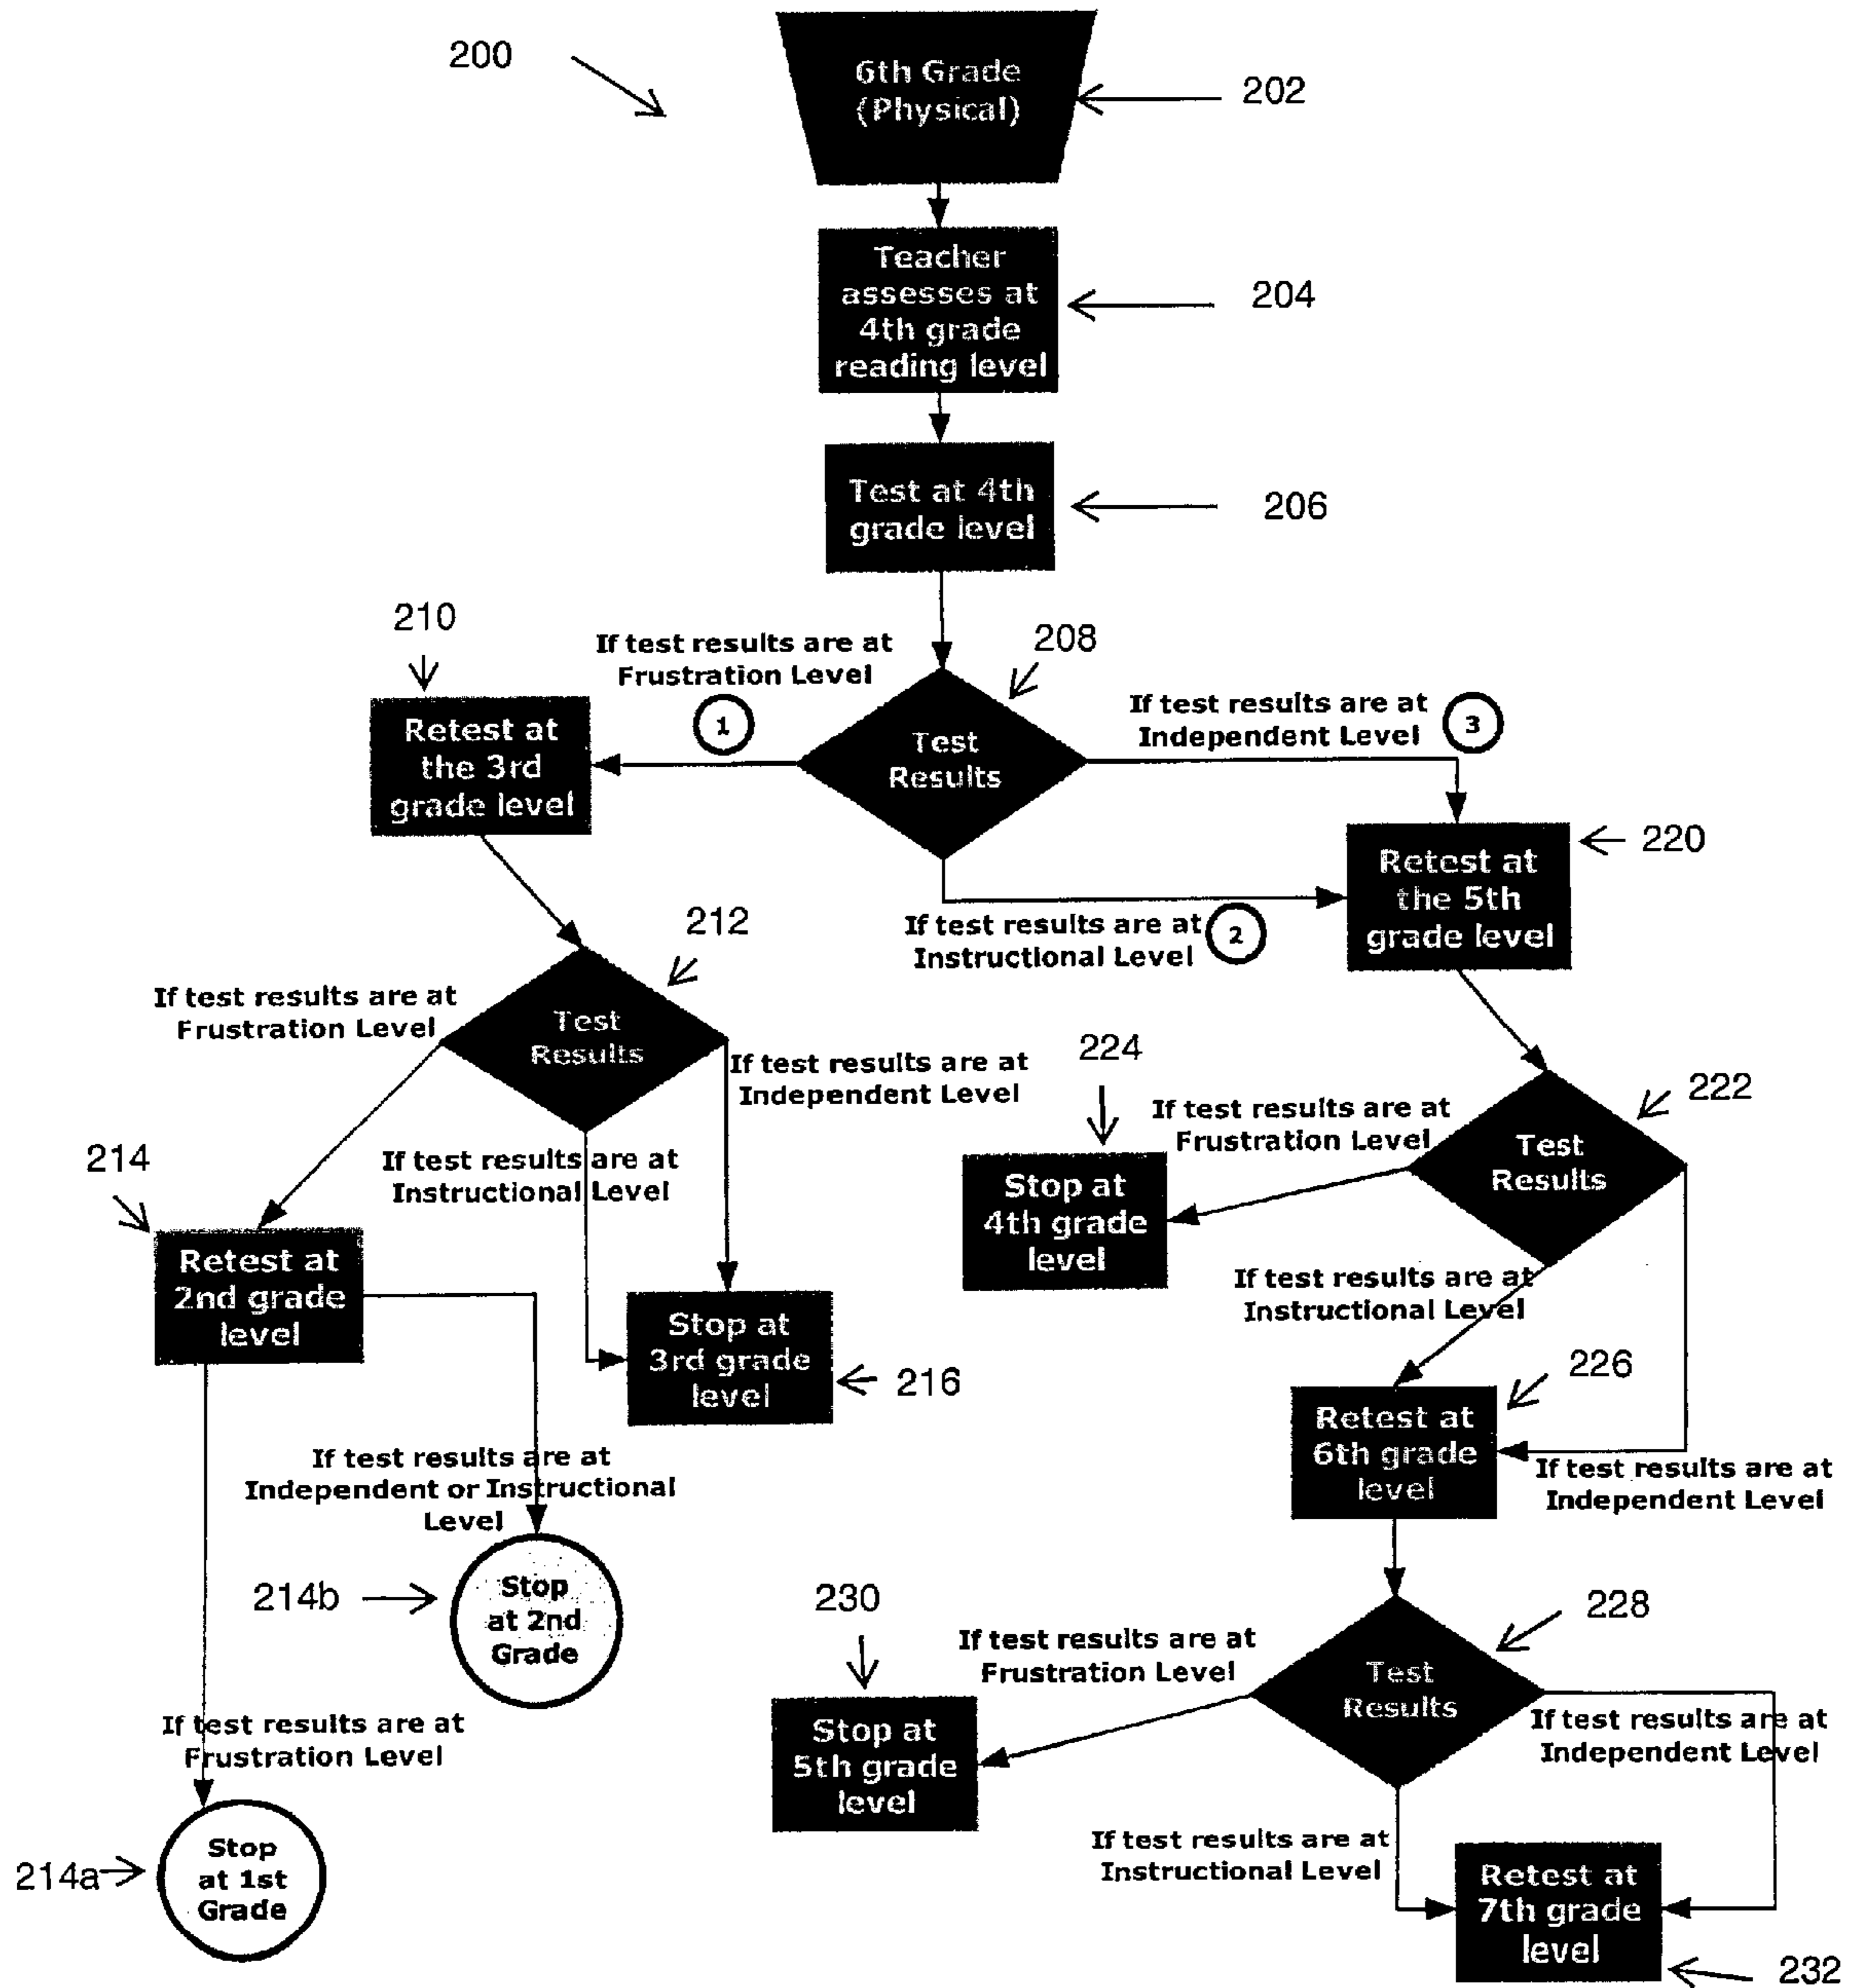 200
6th Grade
(Physical)
202
Teacher
assesses at
4th grade
reading level
204
Test at 4th
grade level
206
210
If test results are at
Frustration Level
1
208
If test results are at
Independent Level
3
Retest at
the 3rd
grade level
Test
Results
220
Retest at
the 5th
grade level
If test results are at
Instructional Level
2
212
If test results are at
Frustration Level
Test
Results
If test results are at
Independent Level
If test results are at
Instructional Level
214
Retest at
2nd grade
level
Stop at
3rd grade
level
216
224
222
If test results are at
Frustration Level
Test
Results
Stop at
4th grade
level
If test results are at
Instructional Level
226
Retest at
6th grade
level
If test results are at
Independent Level
If test results are at
Independent or Instructional
Level
214b
Stop
at 2nd
Grade
If test results are at
Frustration Level
214a
Stop
at 1st
Grade
230
228
If test results are at
Frustration Level
Test
Results
If test results are at
Independent Level
Stop at
5th grade
level
If test results are at
Instructional Level
Retest at
7th grade
level
232